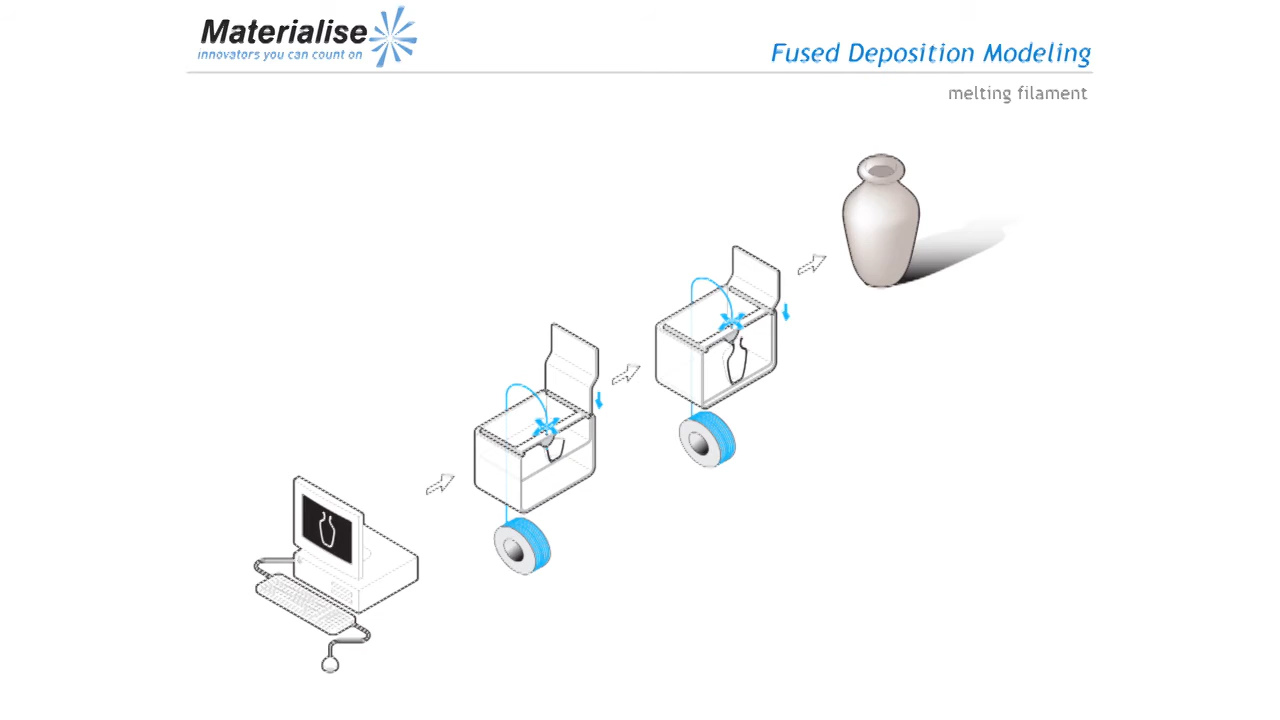 Materialise
innovators you can count on
Fused Deposition Modeling
melting filament